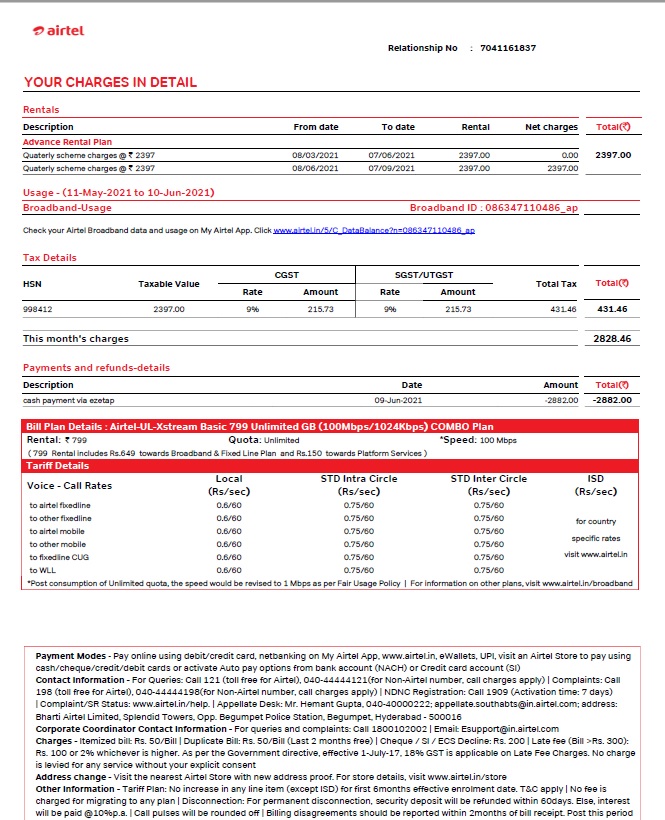 airtel
Relationship No : 7041161837
YOUR CHARGES IN DETAIL
Rentals
Description From date To date Rental Net charges Total(₹)
Advance Rental Plan
Quaterly scheme charges @ ₹ 2397 08/03/2021 07/06/2021 2397.00 0.00 2397.00
Quaterly scheme charges @ ₹ 2397 08/06/2021 07/09/2021 2397.00 2397.00
Usage - (11-May-2021 to 10-Jun-2021)
Broadband-Usage Broadband ID : 086347110486_ap
Check your Airtel Broadband data and usage on My Airtel App. Click www.airtel.in/5/C_DataBalance?n=086347110486_ap
Tax Details
HSN Taxable Value CGST SGST/UTGST Total Tax Total(₹)
Rate Amount Rate Amount
998412 2397.00 9% 215.73 9% 215.73 431.46 431.46
This month's charges 2828.46
Payments and refunds-details
Description Date Amount Total(₹)
cash payment via ezetap 09-Jun-2021 -2882.00 -2882.00
Bill Plan Details : Airtel-UL-Xstream Basic 799 Unlimited GB (100Mbps/1024Kbps) COMBO Plan
Rental: ₹ 799 Quota: Unlimited *Speed: 100 Mbps
( 799 Rental includes Rs.649 towards Broadband & Fixed Line Plan and Rs.150 towards Platform Services )
Tariff Details
Voice - Call Rates Local (Rs/sec) STD Intra Circle (Rs/sec) STD Inter Circle (Rs/sec) ISD (Rs/sec)
to airtel fixedline 0.6/60 0.75/60 0.75/60
to other fixedline 0.6/60 0.75/60 0.75/60 for country
to airtel mobile 0.6/60 0.75/60 0.75/60 specific rates
to other mobile 0.6/60 0.75/60 0.75/60
to fixedline CUG 0.6/60 0.75/60 0.75/60 visit www.airtel.in
to WLL 0.6/60 0.75/60 0.75/60
*Post consumption of Unlimited quota, the speed would be revised to 1 Mbps as per Fair Usage Policy | For information on other plans, visit www.airtel.in/broadband
Payment Modes - Pay online using debit/credit card, netbanking on My Airtel App, www.airtel.in, eWallets, UPI, visit an Airtel Store to pay using
cash/cheque/credit/debit cards or activate Auto pay options from bank account (NACH) or Credit card account (SI)
Contact Information - For Queries: Call 121 (toll free for Airtel), 040-44444121(for Non-Airtel number, call charges apply) | Complaints: Call
198 (toll free for Airtel), 040-44444198(for Non-Airtel number, call charges apply) | NDNC Registration: Call 1909 (Activation time: 7 days)
| Complaint/SR Status: www.airtel.in/help. | Appellate Desk: Mr. Hemant Gupta, 040-40000222; appellate.southabts@in.airtel.com; address:
Bharti Airtel Limited, Splendid Towers, Opp. Begumpet Police Station, Begumpet, Hyderabad - 500016
Corporate Coordinator Contact Information - For queries and complaints: Call 1800102002 | Email: Esupport@in.airtel.com
Charges - Itemized bill: Rs. 50/Bill | Duplicate Bill: Rs. 50/Bill (Last 2 months free) | Cheque / SI / ECS Decline: Rs. 200 | Late fee (Bill >Rs. 300):
Rs. 100 or 2% whichever is higher. As per the Government directive, effective 1-July-17, 18% GST is applicable on Late Fee Charges. No charge
is levied for any service without your explicit consent
Address change - Visit the nearest Airtel Store with new address proof. For store details, visit www.airtel.in/store
Other Information - Tariff Plan: No increase in any line item (except ISD) for first 6months effective enrolment date. T&C apply | No fee is
charged for migrating to any plan | Disconnection: For permanent disconnection, security deposit will be refunded within 60days. Else, interest
will be paid @10%p.a. | Call pulses will be rounded off | Billing disagreements should be reported within 2months of bill receipt. Post this period